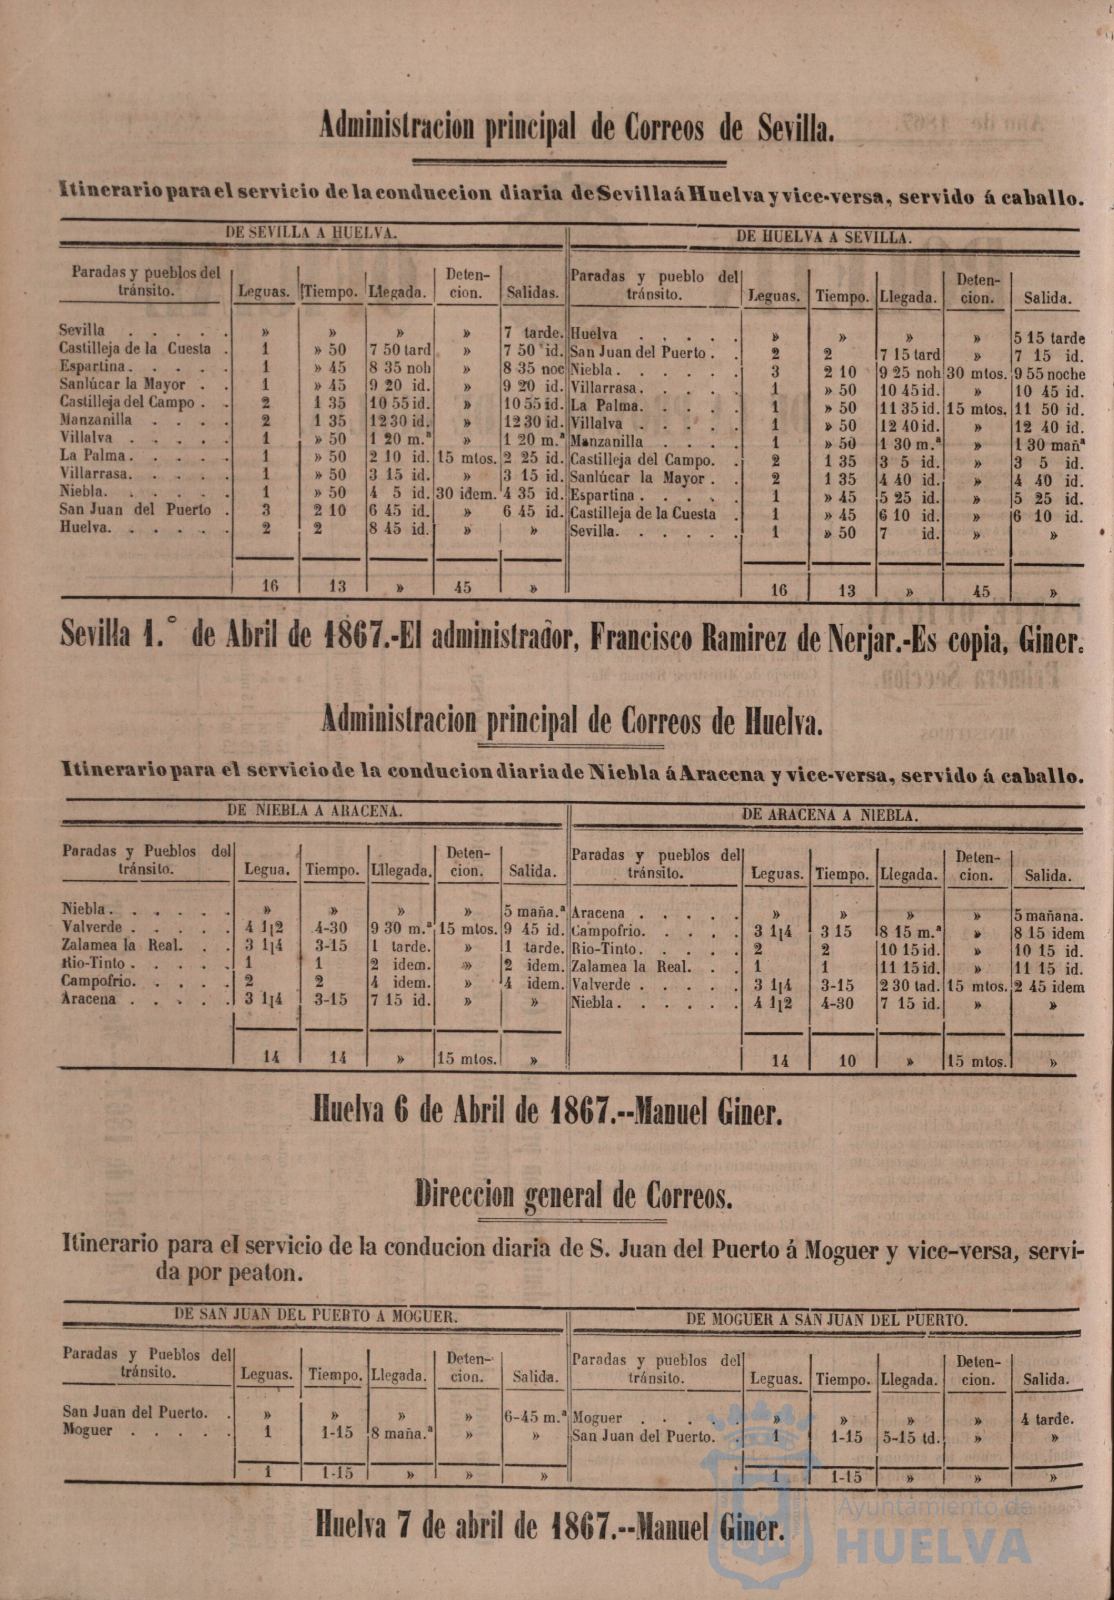 Administracion principal de Correos de Sevilla.
Itinerario para el servicio de la conduccion diaria de Sevilla á Huelva y vice-versa, servido á caballo.
DE SEVILLA A HUELVA. DE HUELVA A SEVILLA.
Paradas y pueblos del tránsito. Leguas. Tiempo. Llegada. Detencion. Salidas. Paradas y pueblo del tránsito. Leguas. Tiempo. Llegada. Detencion. Salida.
Sevilla . . . . . » » » » 7 tarde. Huelva . . . . . » » » » 5 15 tarde
Castilleja de la Cuesta . 1 » 50 7 50 tard » 7 50 id. San Juan del Puerto . . 2 2 7 15 tard » 7 15 id.
Espartina. . . . . . 1 » 45 8 35 noh » 8 35 noc Niebla. . . . . . 3 2 10 9 25 noh 30 mtos. 9 55 noche
Sanlúcar la Mayor . . 1 » 45 9 20 id. » 9 20 id. Villarrasa. . . . . 1 » 50 10 45 id. » 10 45 id.
Castilleja del Campo . . 2 1 35 10 55 id. » 10 55 id. La Palma. . . . . 1 » 50 11 35 id. 15 mtos. 11 50 id.
Manzanilla . . . . 2 1 35 12 30 id. » 12 30 id. Villalva . . . . . 1 » 50 12 40 id. » 12 40 id.
Villalva . . . . . 1 » 50 1 20 m.ª » 1 20 m.ª Manzanilla . . . . 1 » 50 1 30 m.ª » 1 30 mañª
La Palma. . . . . 1 » 50 2 10 id. 15 mtos. 2 25 id. Castilleja del Campo. . 2 1 35 3 5 id. » 3 5 id.
Villarrasa. . . . . 1 » 50 3 15 id. » 3 15 id. Sanlúcar la Mayor . . 2 1 35 4 40 id. » 4 40 id.
Niebla. . . . . . 1 » 50 4 5 id. 30 idem. 4 35 id. Espartina . . . . . 1 » 45 5 25 id. » 5 25 id.
San Juan del Puerto . 3 2 10 6 45 id. » 6 45 id. Castilleja de la Cuesta . 1 » 45 6 10 id. » 6 10 id.
Huelva. . . . . . 2 2 8 45 id. » » Sevilla. . . . . . 1 » 50 7 id. » »
16 13 » 45 » 16 13 » 45 »
Sevilla 1.º de Abril de 1867.-El administrador, Francisco Ramirez de Nerjar.-Es copia, Giner.
Administracion principal de Correos de Huelva.
Itinerario para el servicio de la conducion diaria de Niebla á Aracena y vice-versa, servido á caballo.
DE NIEBLA A ARACENA. DE ARACENA A NIEBLA.
Paradas y Pueblos del tránsito. Legua. Tiempo. Lllegada. Detencion. Salida. Paradas y pueblos del tránsito. Leguas. Tiempo. Llegada. Detencion. Salida.
Niebla. . . . . . » » » » 5 maña.ª Aracena . . . . . » » » » 5 mañana.
Valverde . . . . . 4 1¡2 4-30 9 30 m.ª 15 mtos. 9 45 id. Campofrio. . . . . 3 1¡4 3 15 8 15 m.ª » 8 15 idem
Zalamea la Real. . . 3 1¡4 3-15 1 tarde. » 1 tarde. Rio-Tinto . . . . . 2 2 10 15 id. » 10 15 id
Rio-Tinto . . . . . 1 1 2 idem. » 2 idem. Zalamea la Real. . . 1 1 11 15 id. » 11 15 id.
Campofrio. . . . . 2 2 4 idem. » 4 idem. Valverde . . . . . 3 1¡4 3-15 2 30 tad. 15 mtos. 2 45 idem
Aracena . . . . . 3 1¡4 3-15 7 15 id. » » Niebla. . . . . . 4 1¡2 4-30 7 15 id. » »
14 14 » 15 mtos. » 14 10 » 15 mtos. »
Huelva 6 de Abril de 1867.--Manuel Giner.
Direccion general de Correos.
Itinerario para el servicio de la conducion diaria de S. Juan del Puerto á Moguer y vice-versa, servi-
da por peaton.
DE SAN JUAN DEL PUERTO A MOGUER. DE MOGUER A SAN JUAN DEL PUERTO.
Paradas y Pueblos del tránsito. Leguas. Tiempo. Llegada. Detencion. Salida. Paradas y pueblos del tránsito. Leguas. Tiempo. Llegada. Detencion. Salida.
San Juan del Puerto. . » » » » 6-45 m.ª Moguer . . . . . » » » » 4 tarde.
Moguer . . . . . 1 1-15 8 maña.ª » » San Juan del Puerto. . 1 1-15 5-15 td. » »
1 1-15 » » » 1 1-15 » » »
Huelva 7 de abril de 1867.--Manuel Giner.
Ayuntamiento de
HUELVA